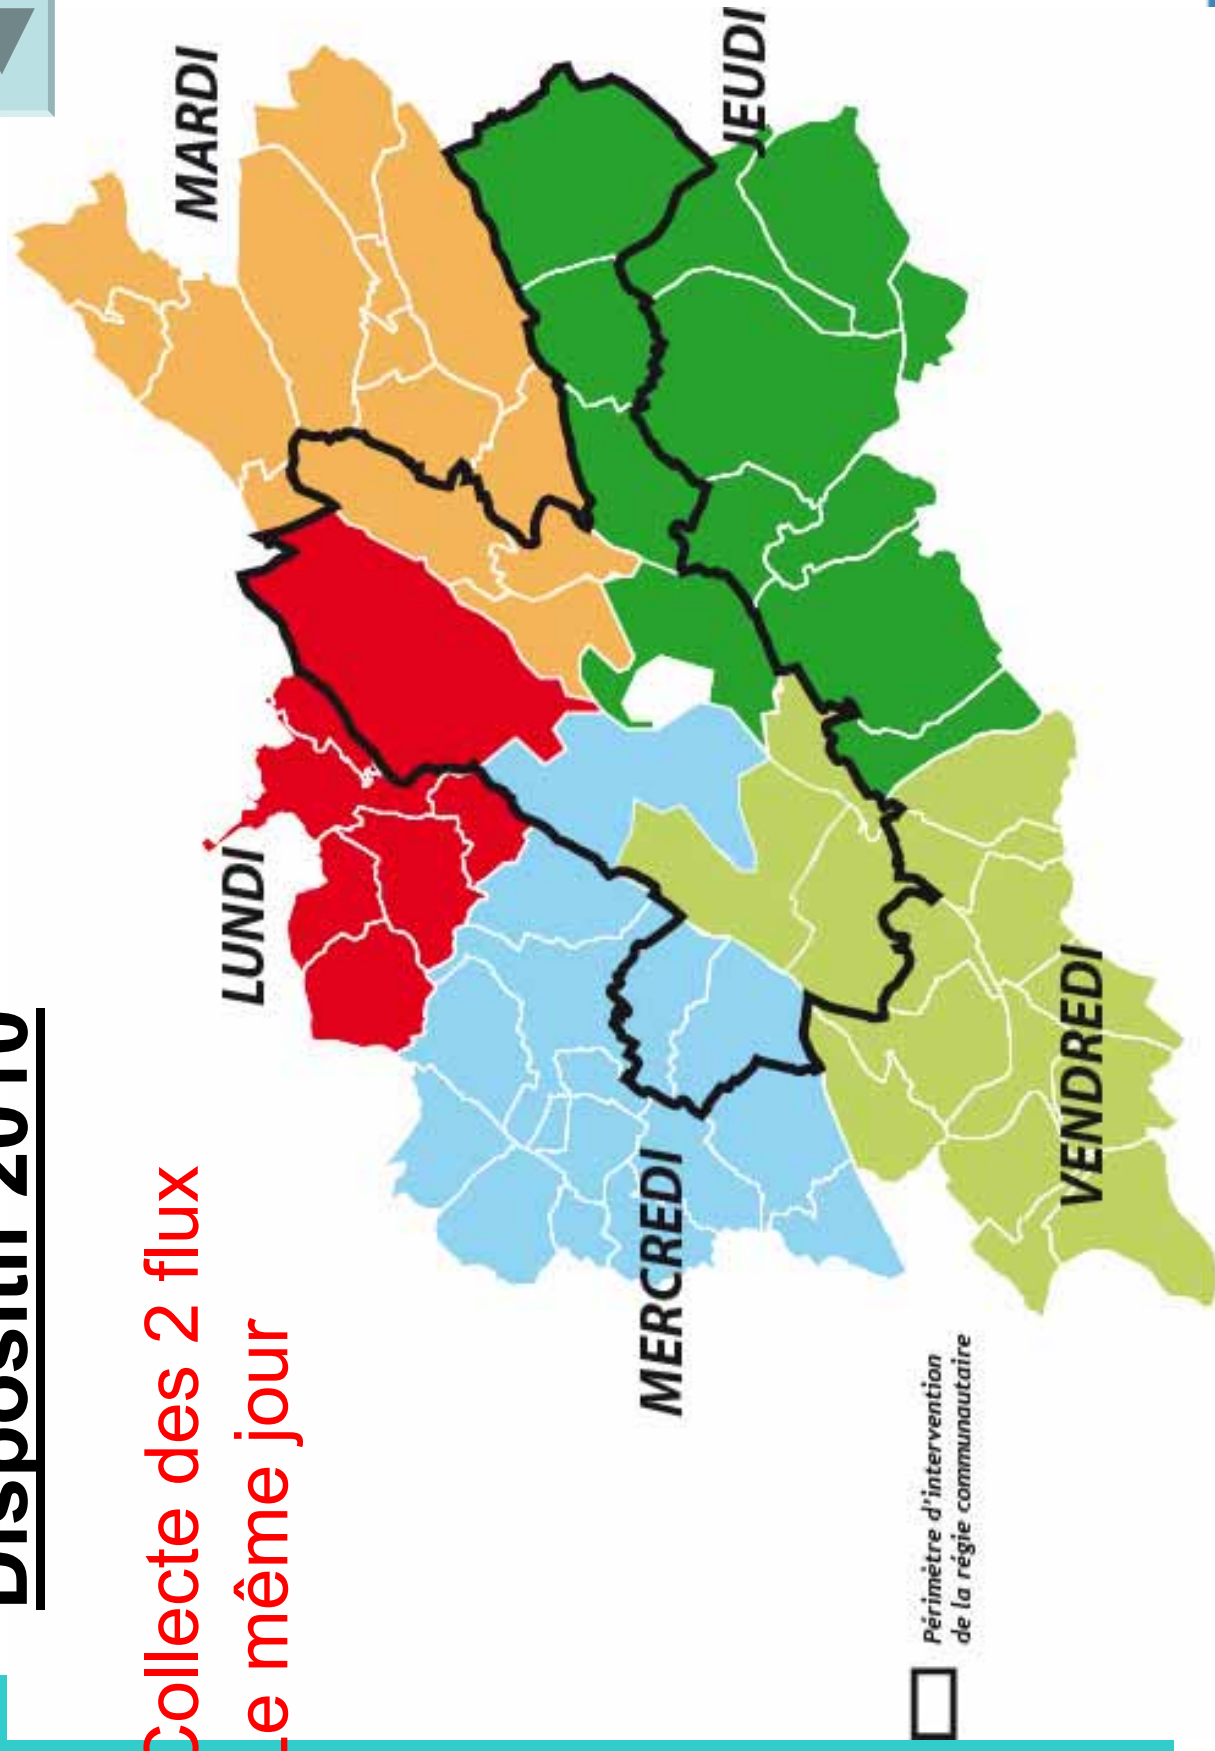 Dispositif 2010
Collecte des 2 flux
Le même jour
LUNDI
MARDI
MERCREDI
JEUDI
VENDREDI
Périmètre d'intervention
de la régie communautaire